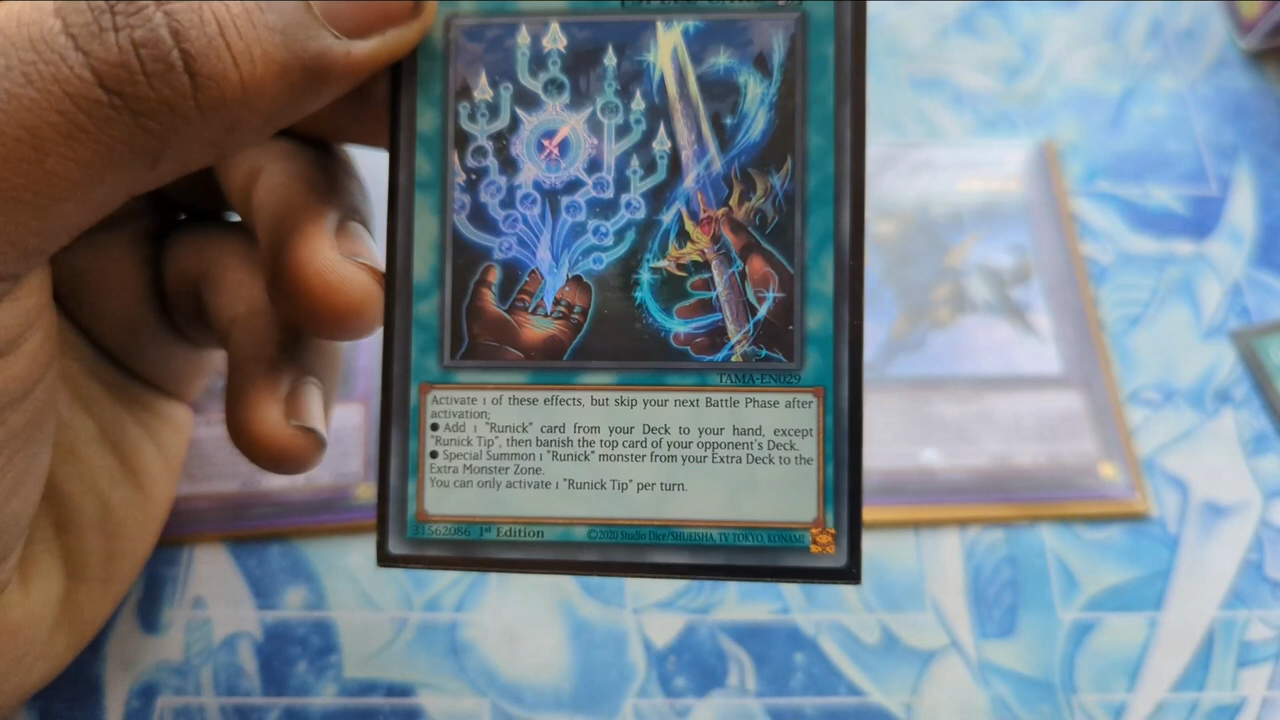 TAMA-EN029
Activate 1 of these effects, but skip your next Battle Phase after
activation;
● Add 1 "Runick" card from your Deck to your hand, except
"Runick Tip", then banish the top card of your opponent's Deck.
● Special Summon 1 "Runick" monster from your Extra Deck to the
Extra Monster Zone.
You can only activate 1 "Runick Tip" per turn.
31562086 1st Edition ©2020 Studio Dice/SHUEISHA, TV TOKYO, KONAMI